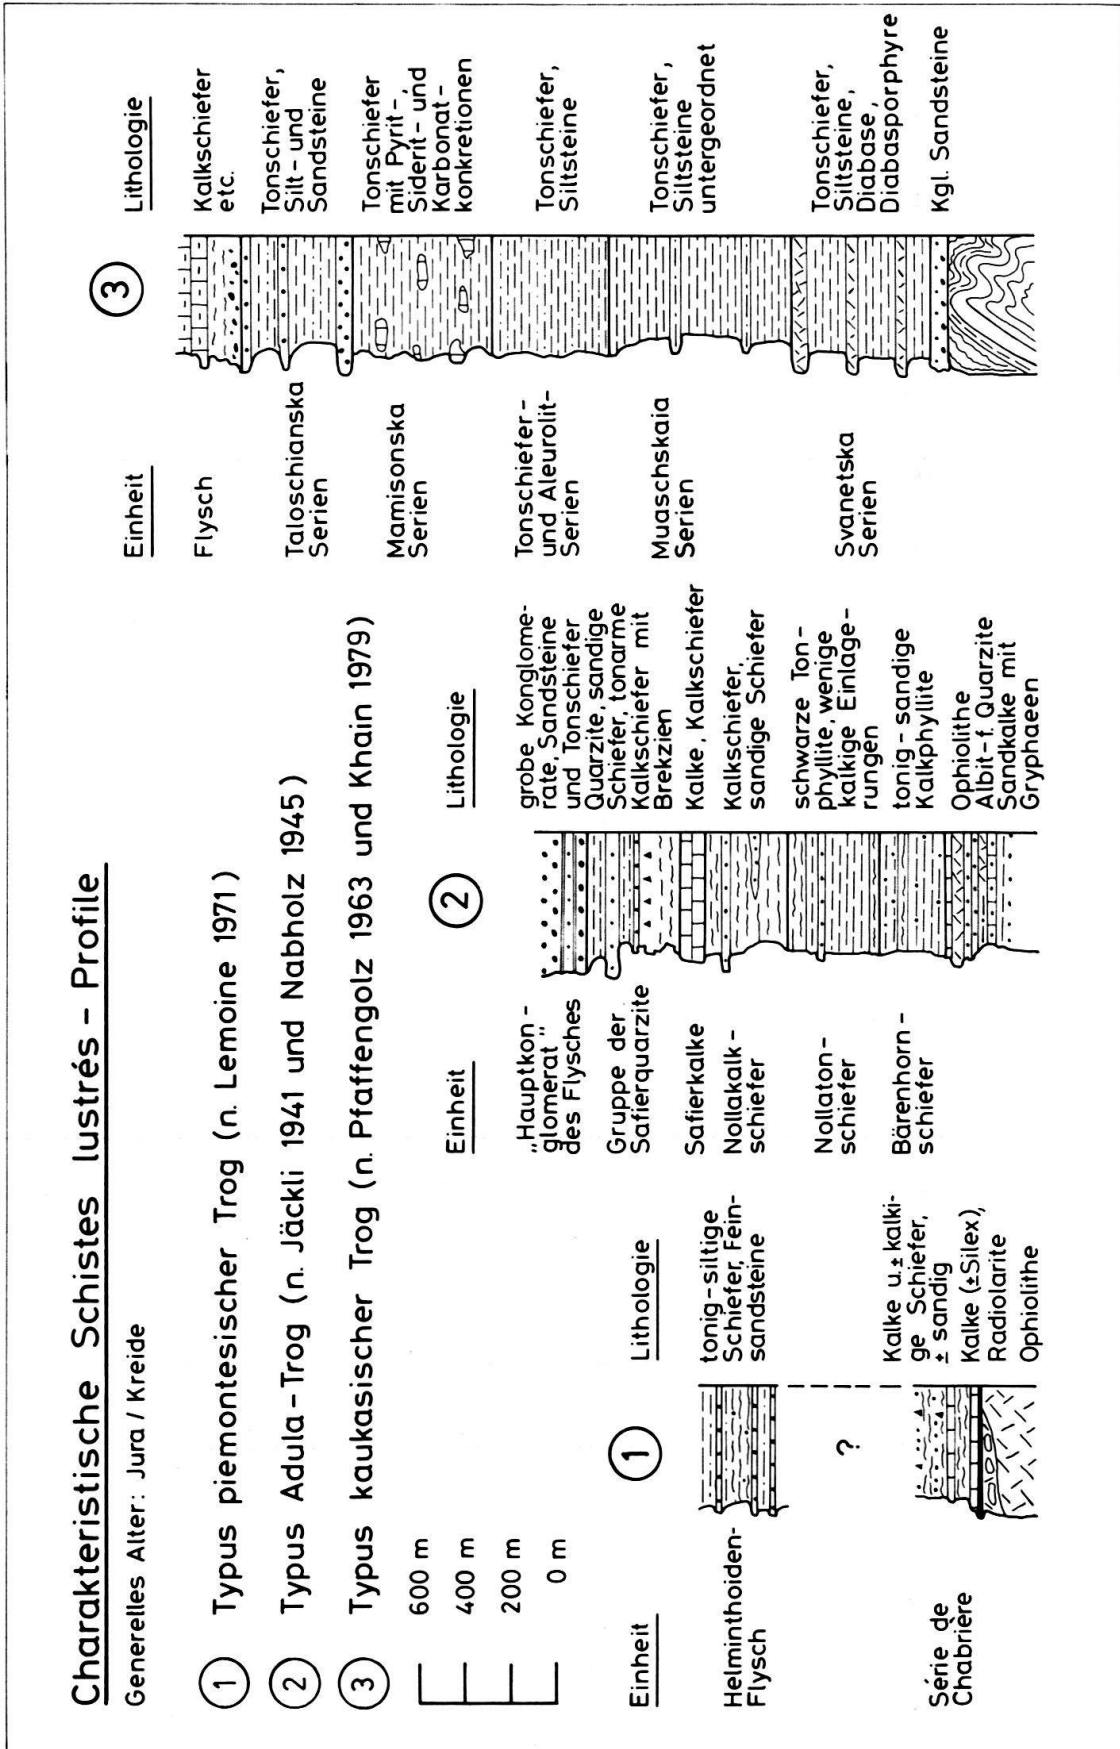 Charakteristische Schistes lustrés – Profile
Generelles Alter: Jura / Kreide
1 Typus piemontesischer Trog (n. Lemoine 1971)
2 Typus Adula-Trog (n. Jäckli 1941 und Nabholz 1945)
3 Typus kaukasischer Trog (n. Pfaffengolz 1963 und Khain 1979)
600 m
400 m
200 m
0 m
1
Einheit
Helminthoiden-
Flysch
Série de
Chabrière
?
Lithologie
tonig-siltige
Schiefer, Fein-
sandsteine
Kalke u. ± kalki-
ge Schiefer,
± sandig
Kalke (±Silex),
Radiolarite
Ophiolithe
2
Einheit
„Hauptkon-
glomerat”
des Flysches
Gruppe der
Safierquarzite
Safierkalke
Nollakalk-
schiefer
Nollaton-
schiefer
Bärenhorn-
schiefer
Lithologie
grobe Konglome-
rate, Sandsteine
und Tonschiefer
Quarzite, sandige
Schiefer, tonarme
Kalkschiefer mit
Brekzien
Kalke, Kalkschiefer
Kalkschiefer,
sandige Schiefer
schwarze Ton-
phyllite, wenige
kalkige Einlage-
rungen
tonig-sandige
Kalkphyllite
Ophiolithe
Albit-f. Quarzite
Sandkalke mit
Gryphaeen
3
Einheit
Flysch
Taloschianska
Serien
Mamisonska
Serien
Tonschiefer-
und Aleurolit-
Serien
Muaschskaia
Serien
Svanetska
Serien
Lithologie
Kalkschiefer
etc.
Tonschiefer,
Silt- und
Sandsteine
Tonschiefer
mit Pyrit-,
Siderit- und
Karbonat-
konkretionen
Tonschiefer,
Siltsteine
Tonschiefer,
Siltsteine
untergeordnet
Tonschiefer,
Siltsteine,
Diabase,
Diabasporphyre
Kgl. Sandsteine